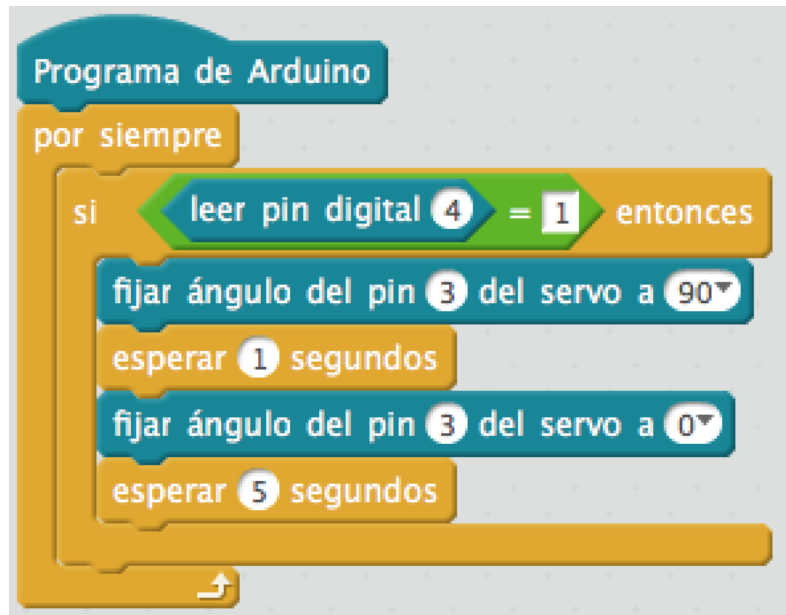 Programa de Arduino
por siempre
si leer pin digital 4 = 1 entonces
fijar ángulo del pin 3 del servo a 90
esperar 1 segundos
fijar ángulo del pin 3 del servo a 0
esperar 5 segundos